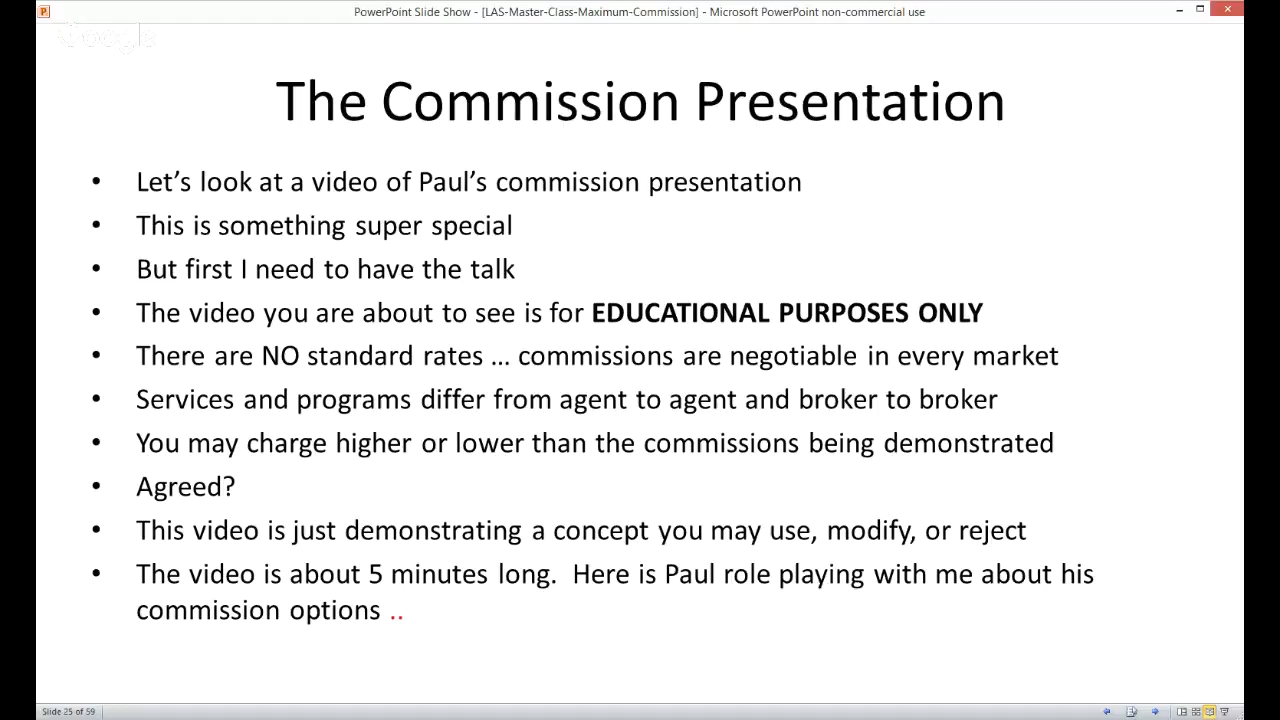 PowerPoint Slide Show - [LAS-Master-Class-Maximum-Commission] - Microsoft PowerPoint non-commercial use
Google
The Commission Presentation
• Let’s look at a video of Paul’s commission presentation
• This is something super special
• But first I need to have the talk
• The video you are about to see is for EDUCATIONAL PURPOSES ONLY
• There are NO standard rates … commissions are negotiable in every market
• Services and programs differ from agent to agent and broker to broker
• You may charge higher or lower than the commissions being demonstrated
• Agreed?
• This video is just demonstrating a concept you may use, modify, or reject
• The video is about 5 minutes long.  Here is Paul role playing with me about his
commission options ..
Slide 25 of 59